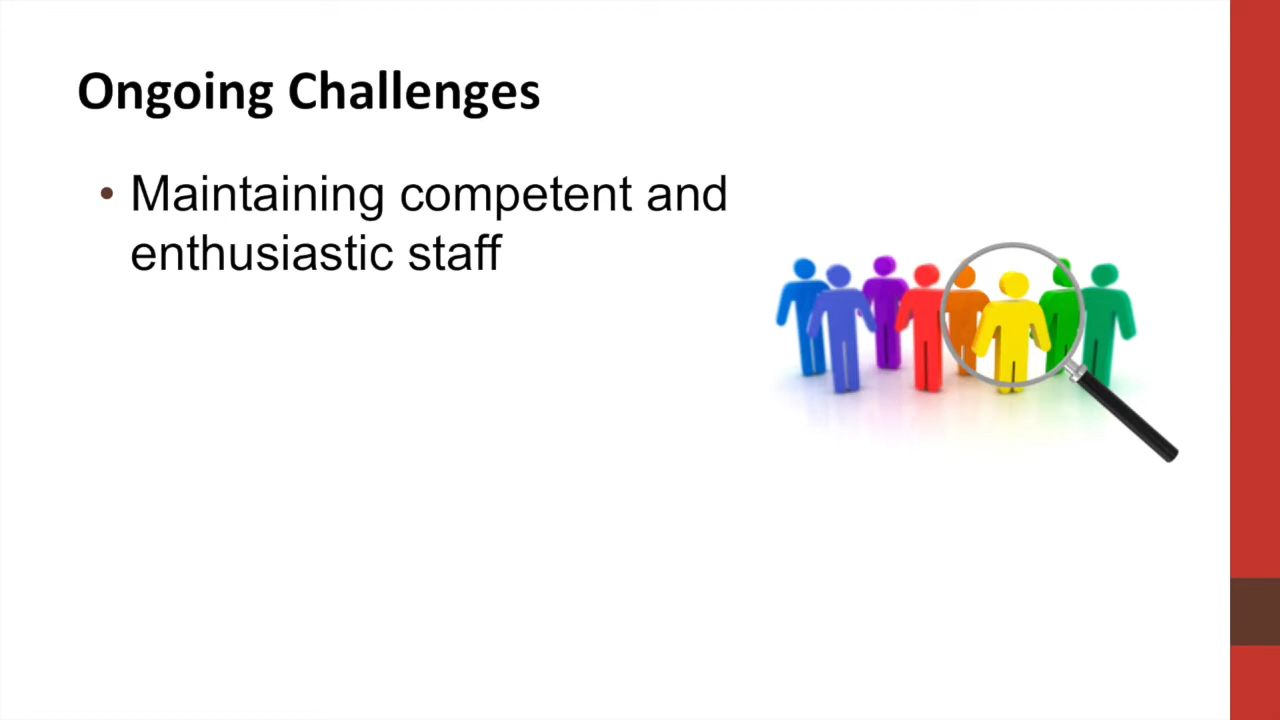 Ongoing Challenges
• Maintaining competent and
enthusiastic staff